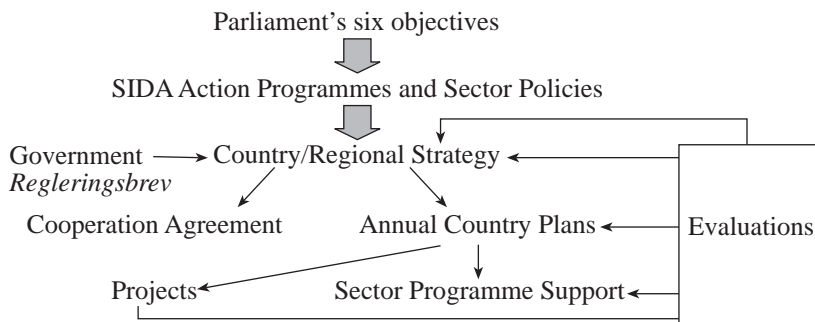 Parliament’s six objectives
SIDA Action Programmes and Sector Policies
Government
Regleringsbrev
Country/Regional Strategy
Cooperation Agreement
Annual Country Plans
Evaluations
Projects
Sector Programme Support